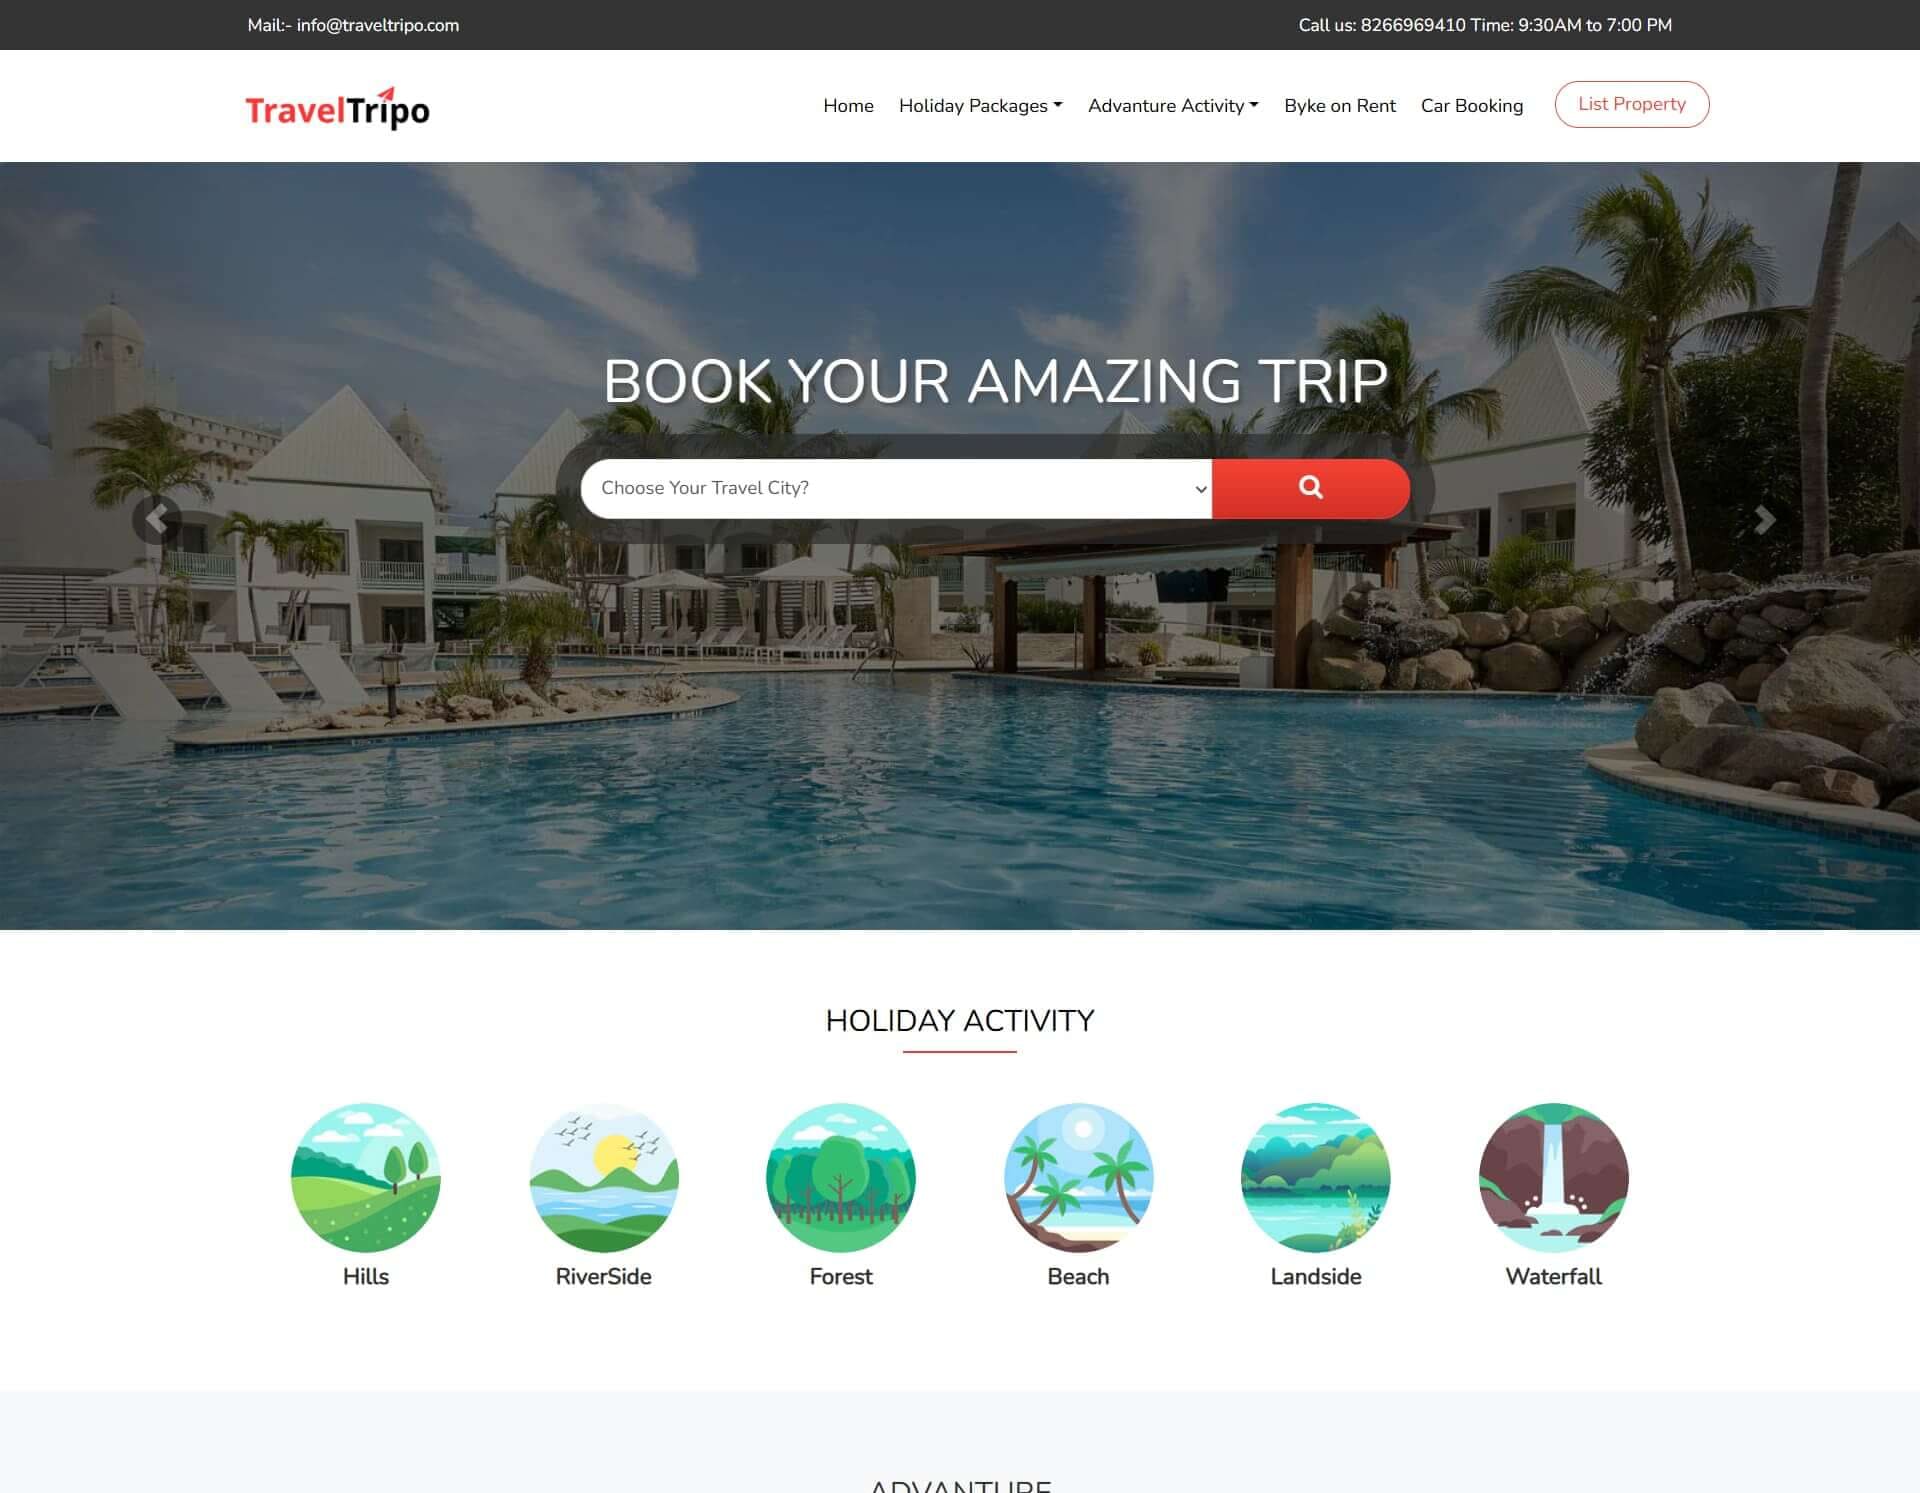 Mail:- info@traveltripo.com
Call us: 8266969410 Time: 9:30AM to 7:00 PM
TravelTripo
Home
Holiday Packages
Advanture Activity
Byke on Rent
Car Booking
List Property
BOOK YOUR AMAZING TRIP
Choose Your Travel City?
HOLIDAY ACTIVITY
Hills
RiverSide
Forest
Beach
Landside
Waterfall
ADVANTURE